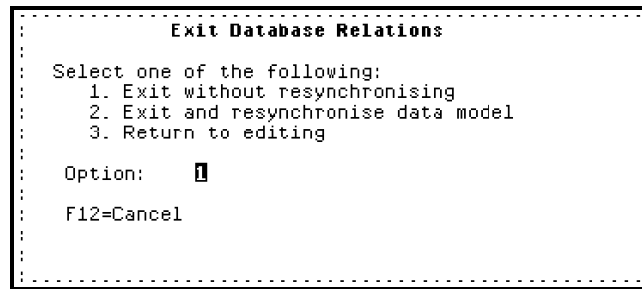 Exit Database Relations
Select one of the following:
1. Exit without resynchronising
2. Exit and resynchronise data model
3. Return to editing
Option: 1
F12=Cancel